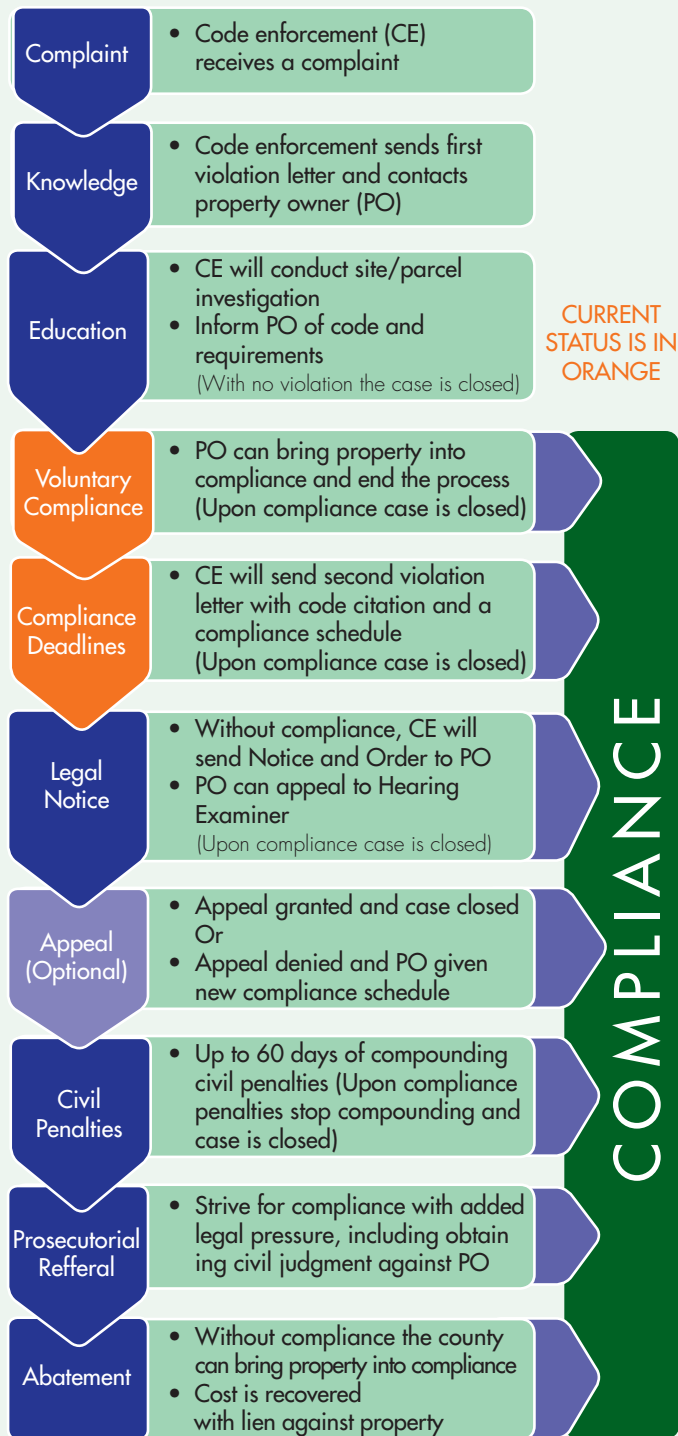 Complaint
• Code enforcement (CE)
receives a complaint
Knowledge
• Code enforcement sends first
violation letter and contacts
property owner (PO)
Education
• CE will conduct site/parcel
investigation
• Inform PO of code and
requirements
(With no violation the case is closed)
CURRENT
STATUS IS IN
ORANGE
Voluntary
Compliance
• PO can bring property into
compliance and end the process
(Upon compliance case is closed)
Compliance
Deadlines
• CE will send second violation
letter with code citation and a
compliance schedule
(Upon compliance case is closed)
Legal
Notice
• Without compliance, CE will
send Notice and Order to PO
• PO can appeal to Hearing
Examiner
(Upon compliance case is closed)
Appeal
(Optional)
• Appeal granted and case closed
Or
• Appeal denied and PO given
new compliance schedule
Civil
Penalties
• Up to 60 days of compounding
civil penalties (Upon compliance
penalties stop compounding and
case is closed)
Prosecutorial
Refferal
• Strive for compliance with added
legal pressure, including obtain
ing civil judgment against PO
Abatement
• Without compliance the county
can bring property into compliance
• Cost is recovered
with lien against property
COMPLIANCE